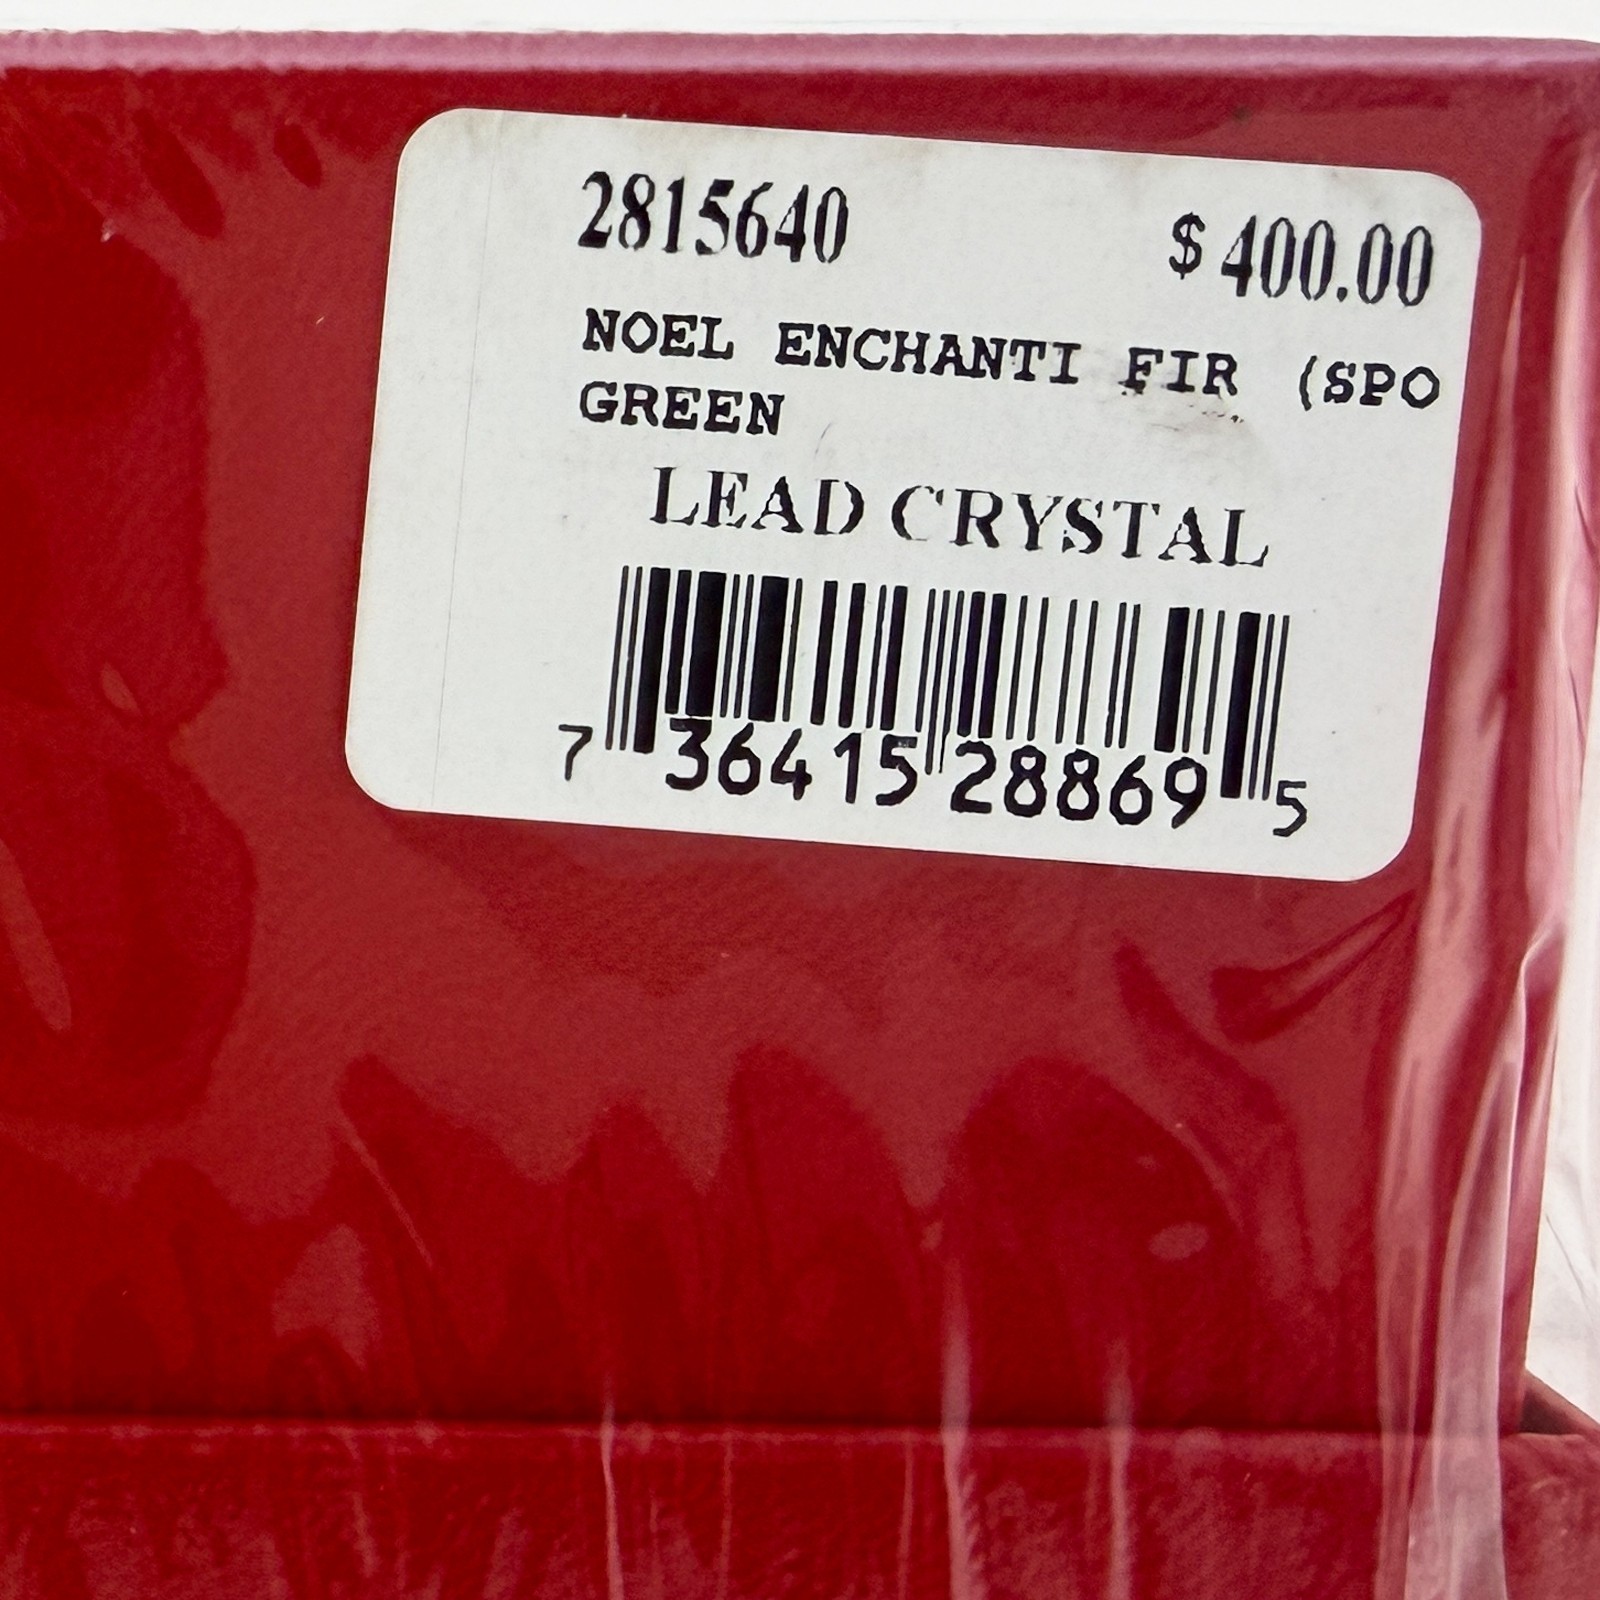 2815640 $400.00
NOEL ENCHANTI FIR (SPO
GREEN
LEAD CRYSTAL
7 36415 28869 5